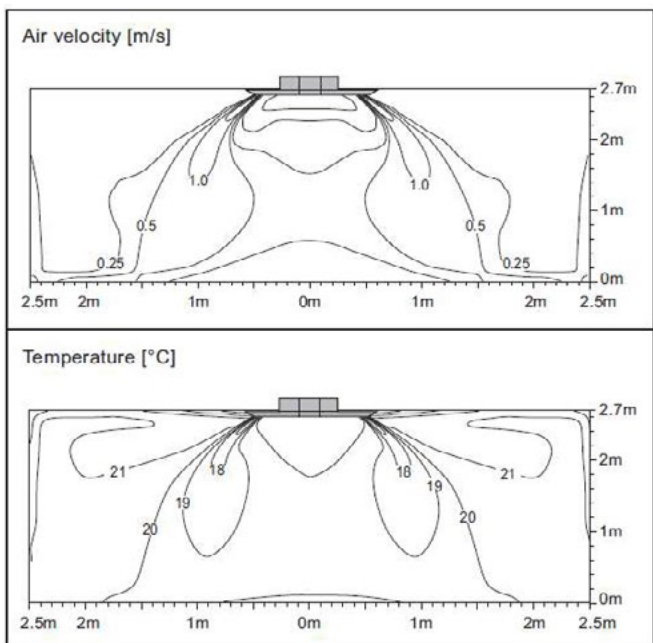 Air velocity [m/s]
2.7m
2m
1.0 1.0
1m
0.5 0.5
0.25 0.25
0m
2.5m 2m 1m 0m 1m 2m 2.5m
Temperature [°C]
2.7m
2m
21 18 18 21
19 19
20 20
1m
0m
2.5m 2m 1m 0m 1m 2m 2.5m